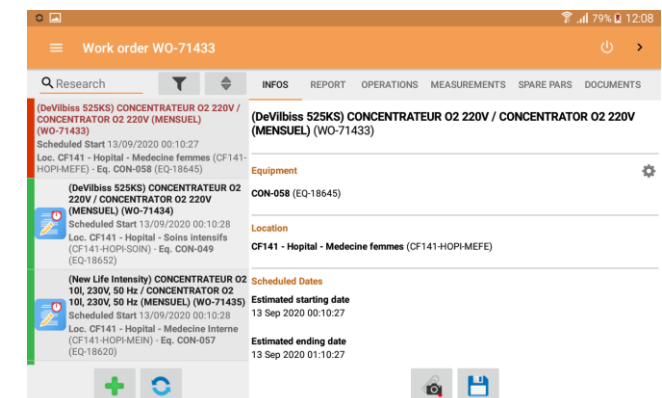 79% 12:08
Work order WO-71433
Research
INFOS REPORT OPERATIONS MEASUREMENTS SPARE PARS DOCUMENTS
(DeVilbiss 525KS) CONCENTRATEUR O2 220V /
CONCENTRATOR O2 220V (MENSUEL)
(WO-71433)
Scheduled Start 13/09/2020 00:10:27
Loc. CF141 - Hopital - Medecine femmes (CF141-
HOPI-MEFE) - Eq. CON-058 (EQ-18645)
(DeVilbiss 525KS) CONCENTRATEUR O2
220V / CONCENTRATOR O2 220V
(MENSUEL) (WO-71434)
Scheduled Start 13/09/2020 00:10:28
Loc. CF141 - Hopital - Soins intensifs
(CF141-HOPI-SOIN) - Eq. CON-049
(EQ-18652)
(New Life Intensity) CONCENTRATEUR O2
10l, 230V, 50 Hz / CONCENTRATOR O2
10l, 230V, 50 Hz (MENSUEL) (WO-71435)
Scheduled Start 13/09/2020 00:10:28
Loc. CF141 - Hopital - Medecine Interne
(CF141-HOPI-MEIN) - Eq. CON-057
(EQ-18620)
(DeVilbiss 525KS) CONCENTRATEUR O2 220V / CONCENTRATOR O2 220V
(MENSUEL) (WO-71433)
Equipment
CON-058 (EQ-18645)
Location
CF141 - Hopital - Medecine femmes (CF141-HOPI-MEFE)
Scheduled Dates
Estimated starting date
13 Sep 2020 00:10:27
Estimated ending date
13 Sep 2020 01:10:27